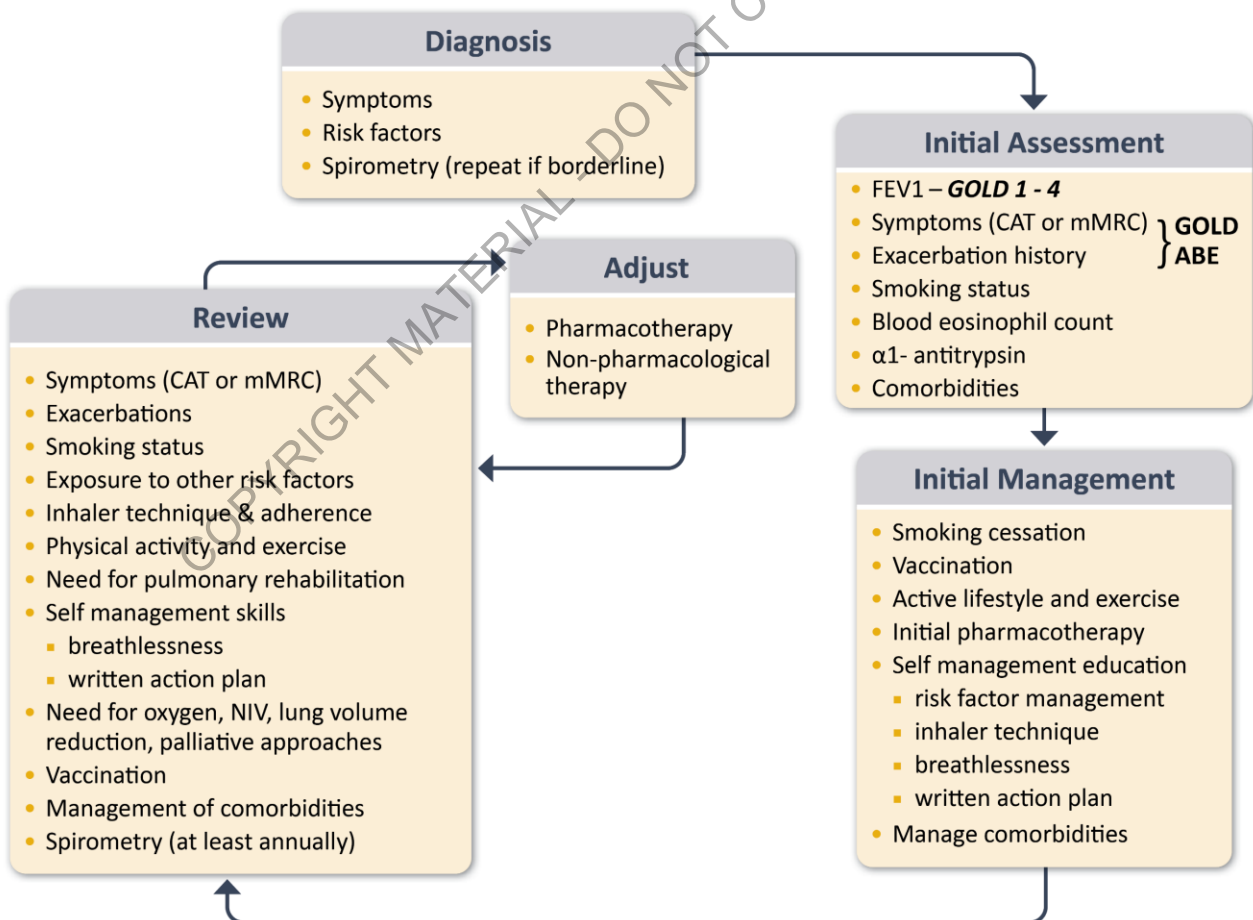 Diagnosis
• Symptoms
• Risk factors
• Spirometry (repeat if borderline)
Initial Assessment
• FEV1 – GOLD 1 - 4
• Symptoms (CAT or mMRC) } GOLD
• Exacerbation history ABE
• Smoking status
• Blood eosinophil count
• α1- antitrypsin
• Comorbidities
Initial Management
• Smoking cessation
• Vaccination
• Active lifestyle and exercise
• Initial pharmacotherapy
• Self management education
▪ risk factor management
▪ inhaler technique
▪ breathlessness
▪ written action plan
• Manage comorbidities
Review
• Symptoms (CAT or mMRC)
• Exacerbations
• Smoking status
• Exposure to other risk factors
• Inhaler technique & adherence
• Physical activity and exercise
• Need for pulmonary rehabilitation
• Self management skills
▪ breathlessness
▪ written action plan
• Need for oxygen, NIV, lung volume
reduction, palliative approaches
• Vaccination
• Management of comorbidities
• Spirometry (at least annually)
Adjust
• Pharmacotherapy
• Non-pharmacological
therapy
COPYRIGHT MATERIAL - DO NOT